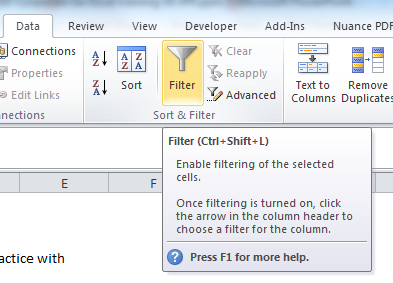 Data Review View Developer Add-Ins Nuance PDF
Connections
Properties
Edit Links
A Z
Z A
A Z
Z A
Sort
Filter
Clear
Reapply
Advanced
Text to
Columns
Remove
Duplicates
Connections
Sort & Filter
Filter (Ctrl+Shift+L)
Enable filtering of the selected
cells.
Once filtering is turned on, click
the arrow in the column header to
choose a filter for the column.
Press F1 for more help.
E F
actice with